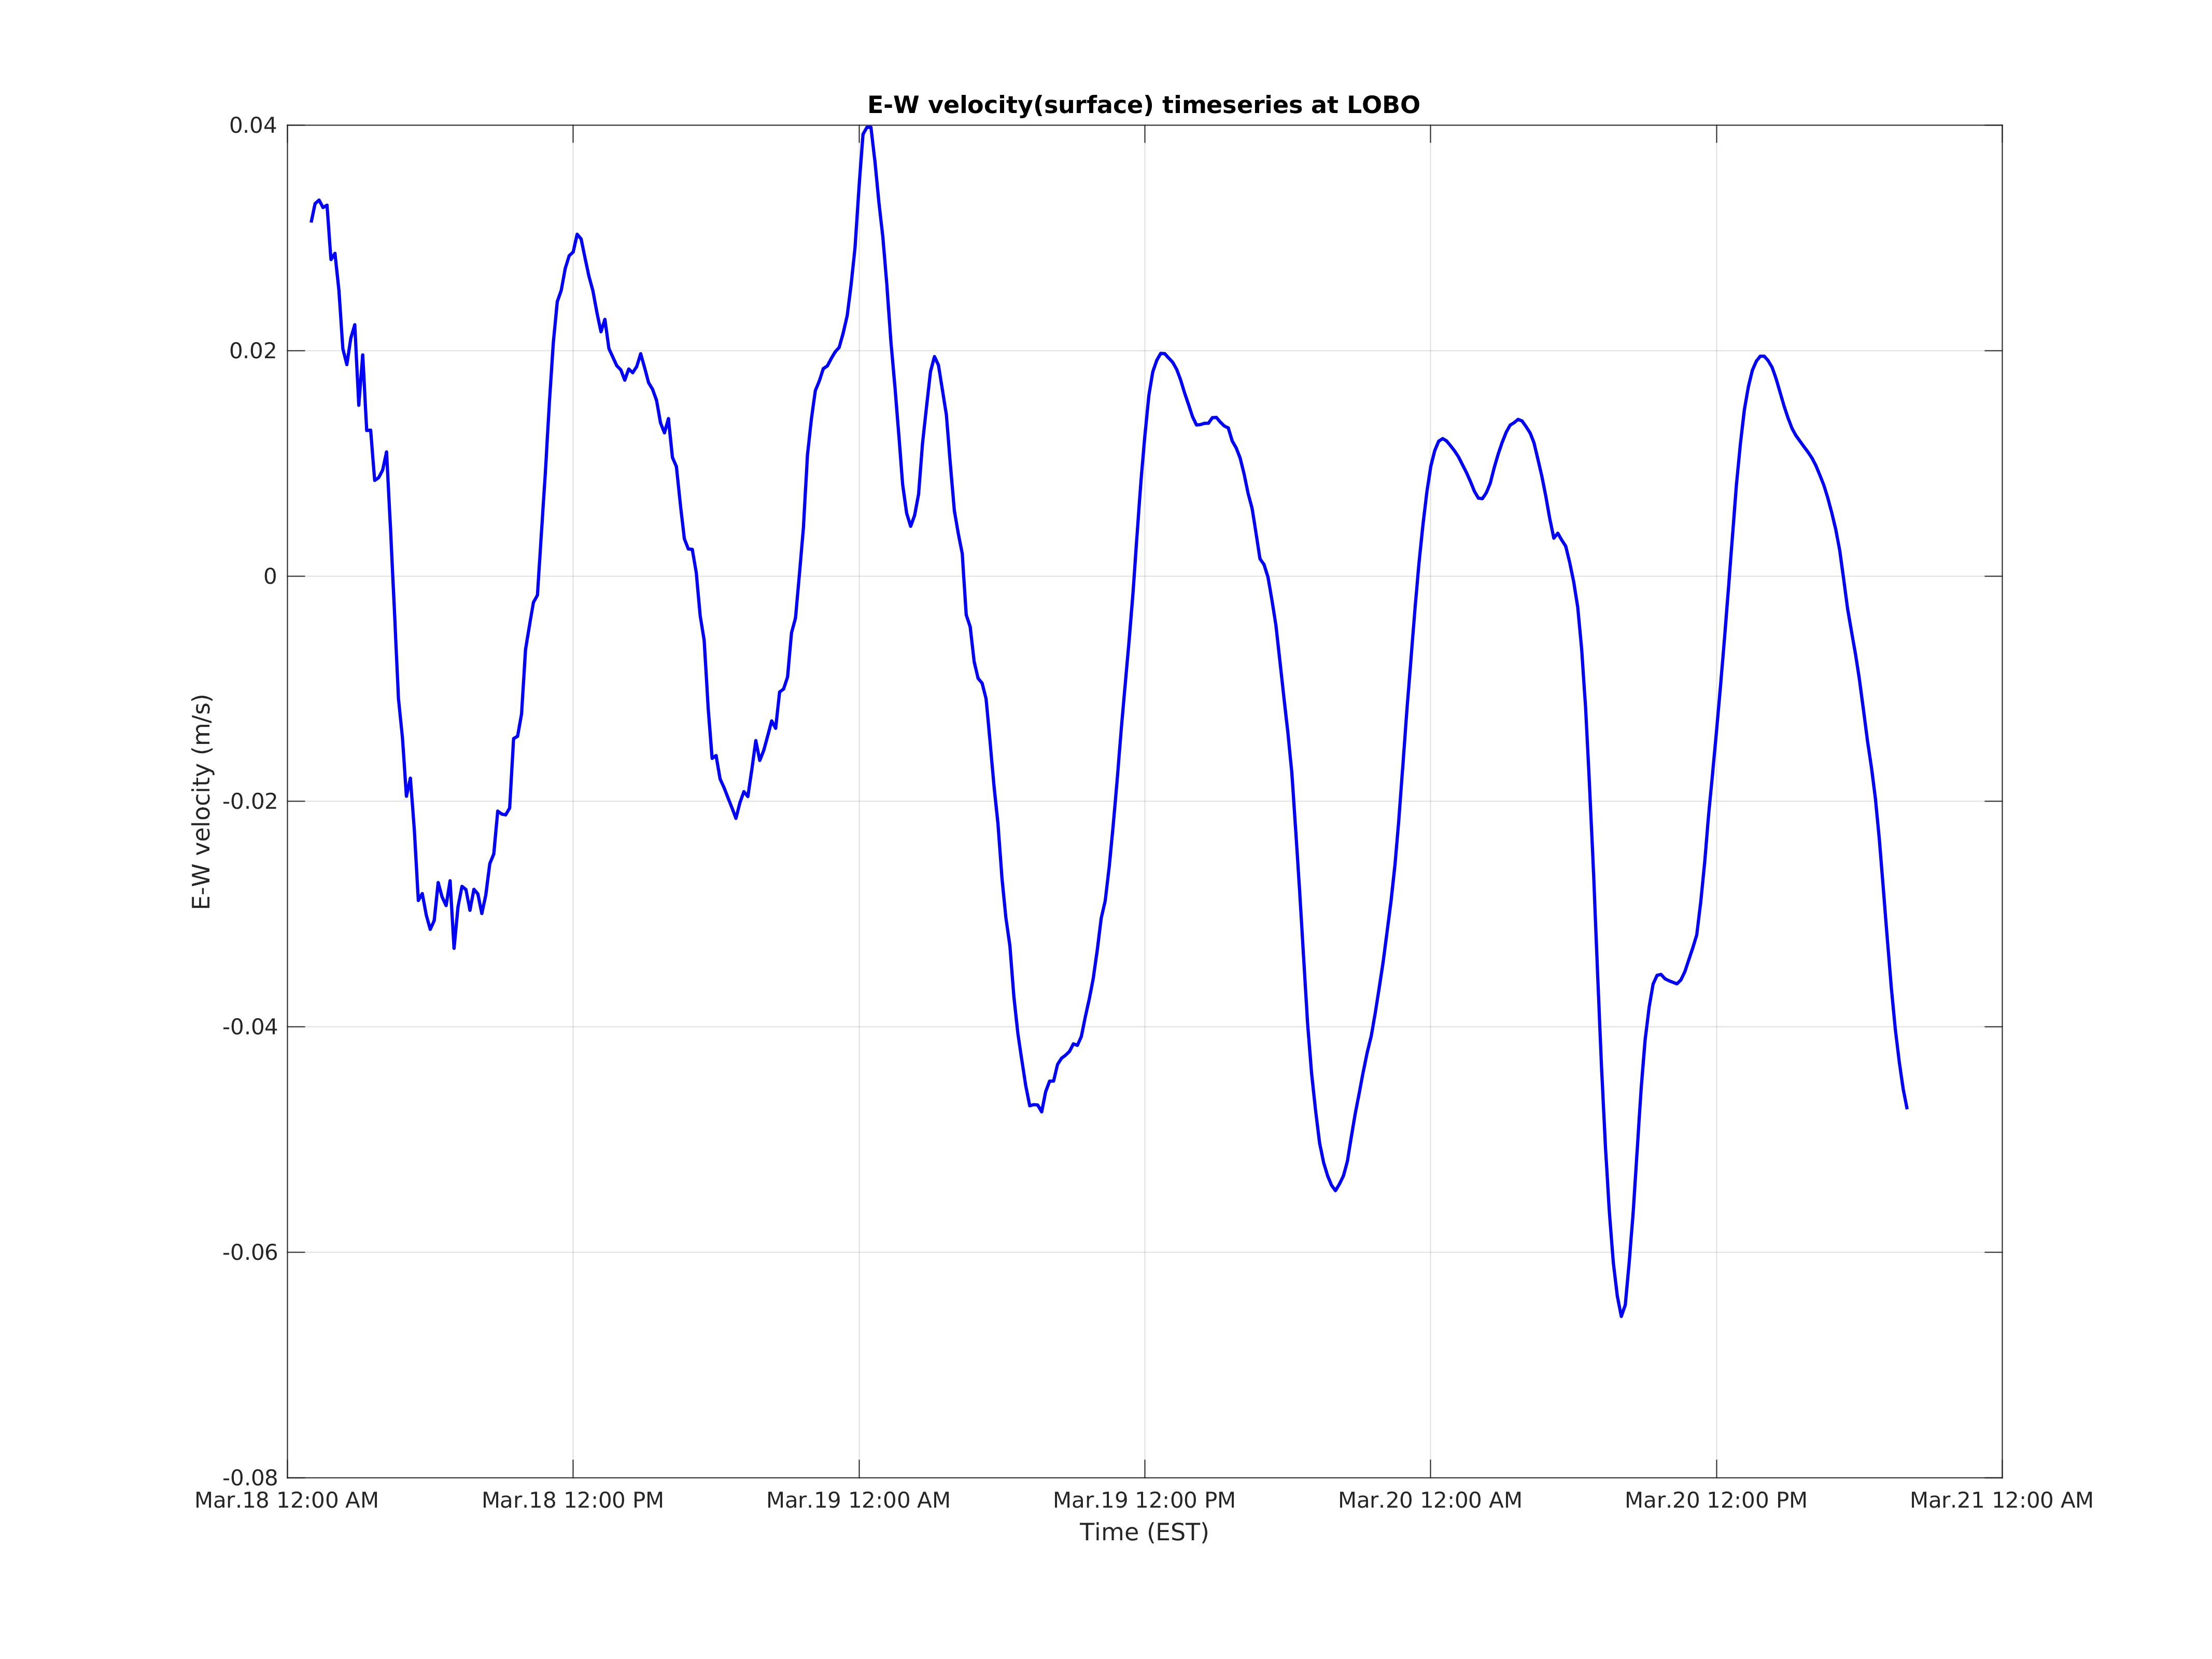 E-W velocity(surface) timeseries at LOBO
0.04
0.02
0
-0.02
-0.04
-0.06
-0.08
E-W velocity (m/s)
Mar.18 12:00 AM Mar.18 12:00 PM Mar.19 12:00 AM Mar.19 12:00 PM Mar.20 12:00 AM Mar.20 12:00 PM Mar.21 12:00 AM
Time (EST)